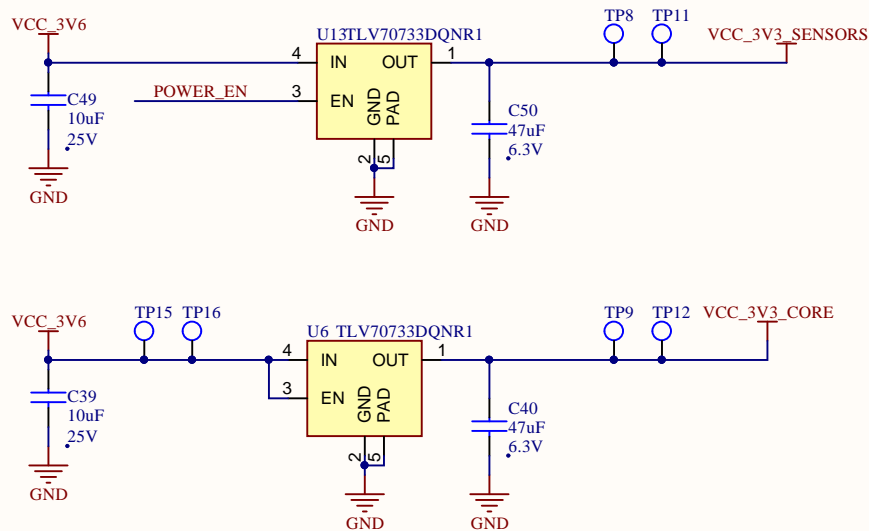 VCC_3V6
U13TLV70733DQNR1
TP8
TP11
VCC_3V3_SENSORS
4
IN
OUT
1
POWER_EN
3
EN
GND
PAD
2
5
C49
10uF
25V
C50
47uF
6.3V
GND
GND
GND
VCC_3V6
TP15
TP16
U6 TLV70733DQNR1
TP9
TP12
VCC_3V3_CORE
4
IN
OUT
1
3
EN
GND
PAD
2
5
C39
10uF
25V
C40
47uF
6.3V
GND
GND
GND